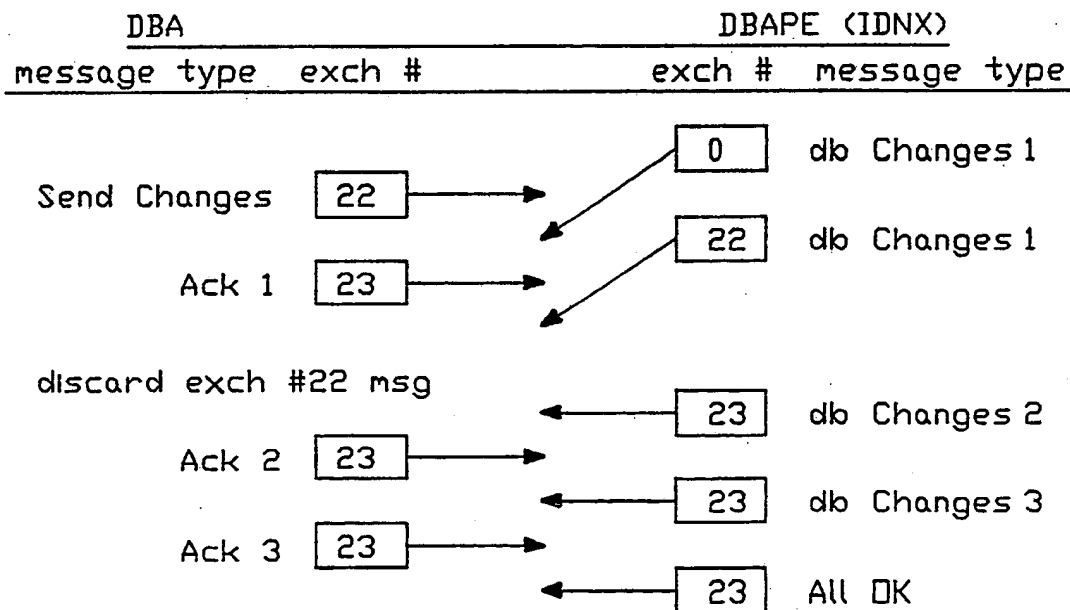 DBA DBAPE (IDNX)
message type exch # exch # message type
0 db Changes 1
Send Changes 22
22 db Changes 1
Ack 1 23
discard exch #22 msg
23 db Changes 2
Ack 2 23
23 db Changes 3
Ack 3 23
23 All OK